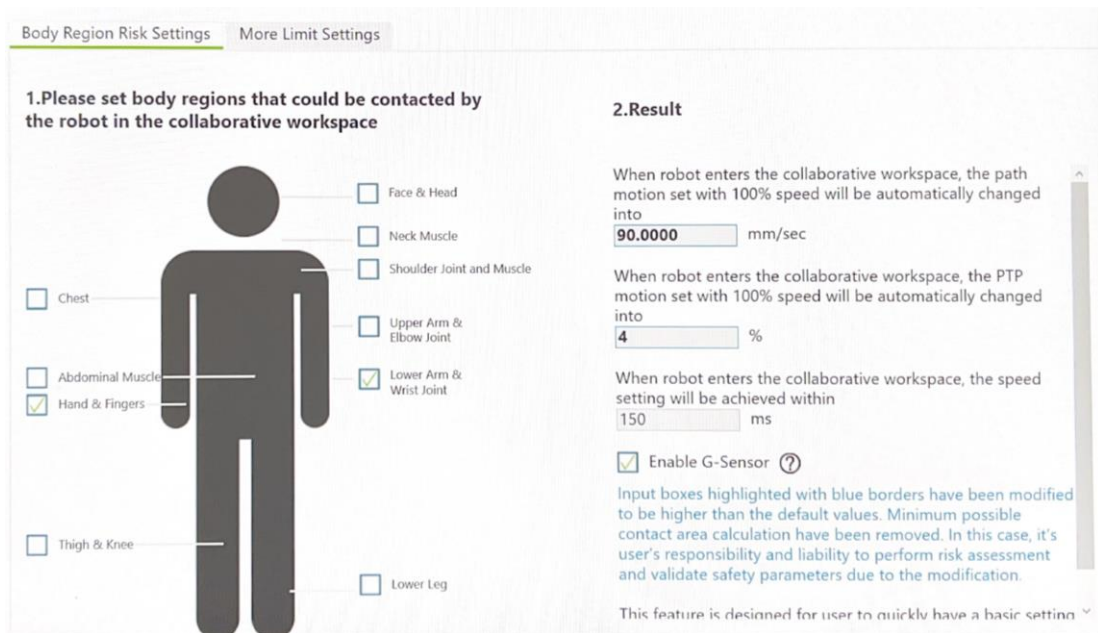 Body Region Risk Settings
More Limit Settings
1.Please set body regions that could be contacted by
the robot in the collaborative workspace
Face & Head
Neck Muscle
Shoulder Joint and Muscle
Chest
Upper Arm &
Elbow Joint
Abdominal Muscle
Lower Arm &
Wrist Joint
Hand & Fingers
Thigh & Knee
Lower Leg
2.Result
When robot enters the collaborative workspace, the path
motion set with 100% speed will be automatically changed
into
90.0000 mm/sec
When robot enters the collaborative workspace, the PTP
motion set with 100% speed will be automatically changed
into
4 %
When robot enters the collaborative workspace, the speed
setting will be achieved within
150 ms
Enable G-Sensor ?
Input boxes highlighted with blue borders have been modified
to be higher than the default values. Minimum possible
contact area calculation have been removed. In this case, it's
user's responsibility and liability to perform risk assessment
and validate safety parameters due to the modification.
This feature is designed for user to quickly have a basic setting